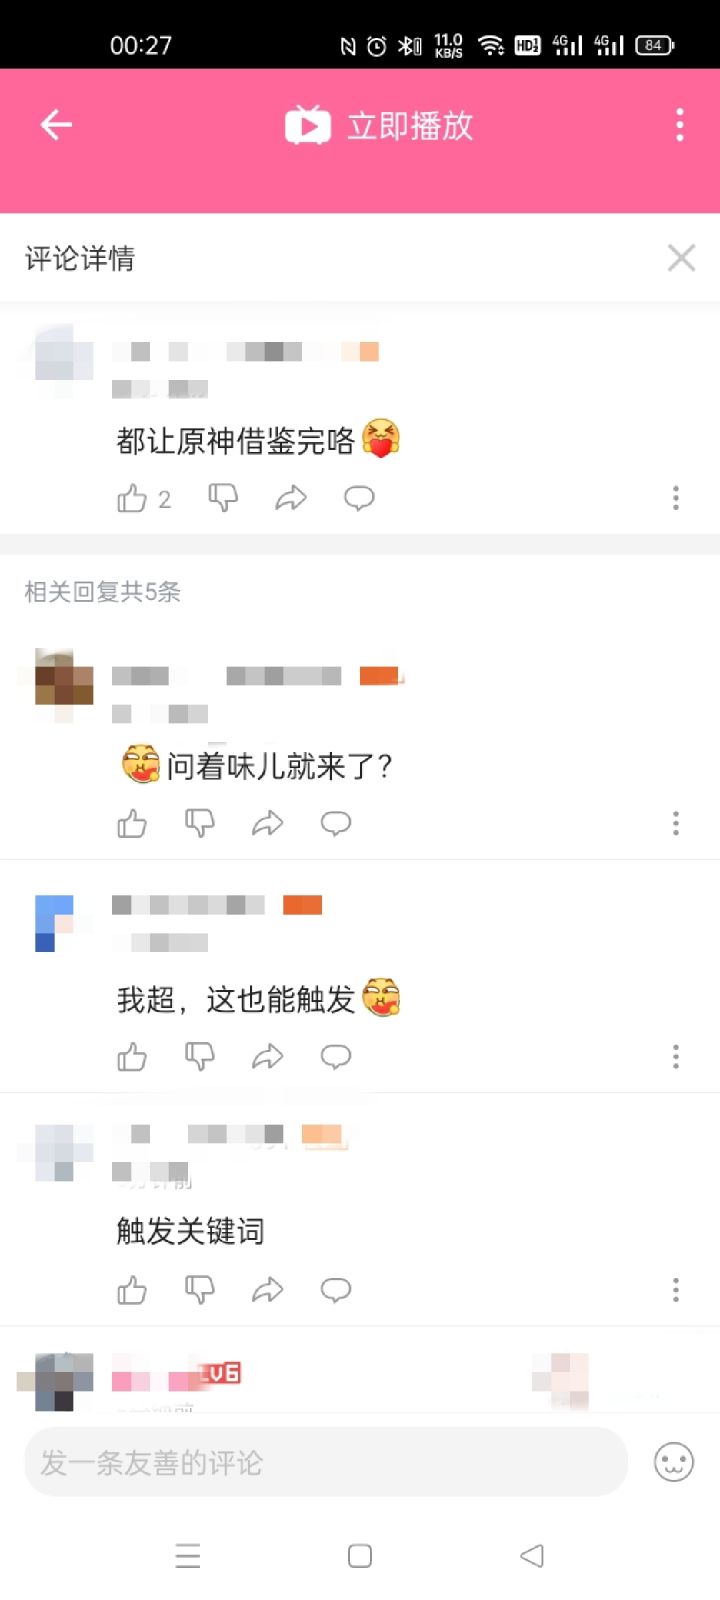 00:27
11.0
KB/S
HD
4G
4G
84
立即播放
评论详情
都让原神借鉴完咯
2
相关回复共5条
问着味儿就来了?
我超，这也能触发
触发关键词
LV6
发一条友善的评论